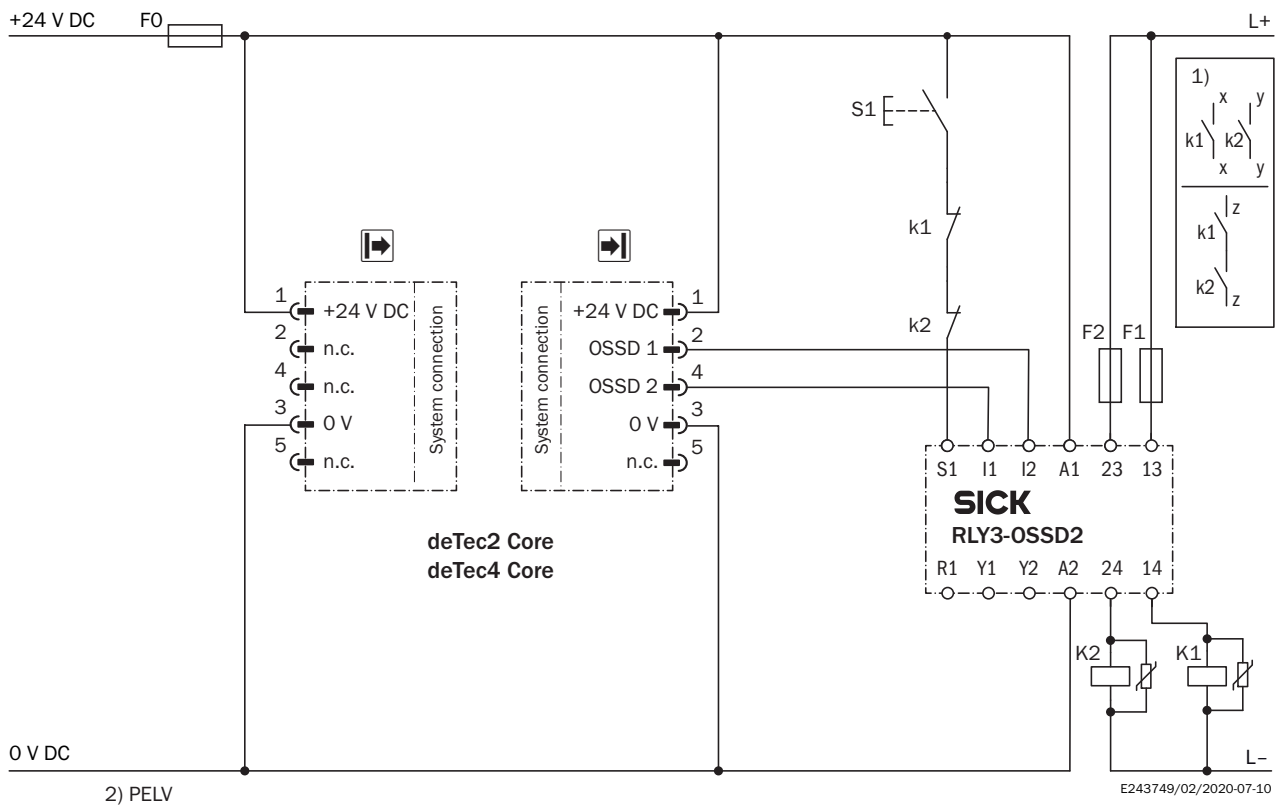 +24 V DC F0 L+
1)
x y
S1
k1 k2
x y
z
k1
k1
k2
z
k2
F2 F1
1 +24 V DC
2 n.c.
4 n.c.
3 0 V
5 n.c.
System connection
System connection
+24 V DC 1
OSSD 1 2
OSSD 2 4
0 V 3
n.c. 5
deTec2 Core
deTec4 Core
S1 I1 I2 A1 23 13
SICK
RLY3-OSSD2
R1 Y1 Y2 A2 24 14
K2 K1
0 V DC L–
2) PELV
E243749/02/2020-07-10